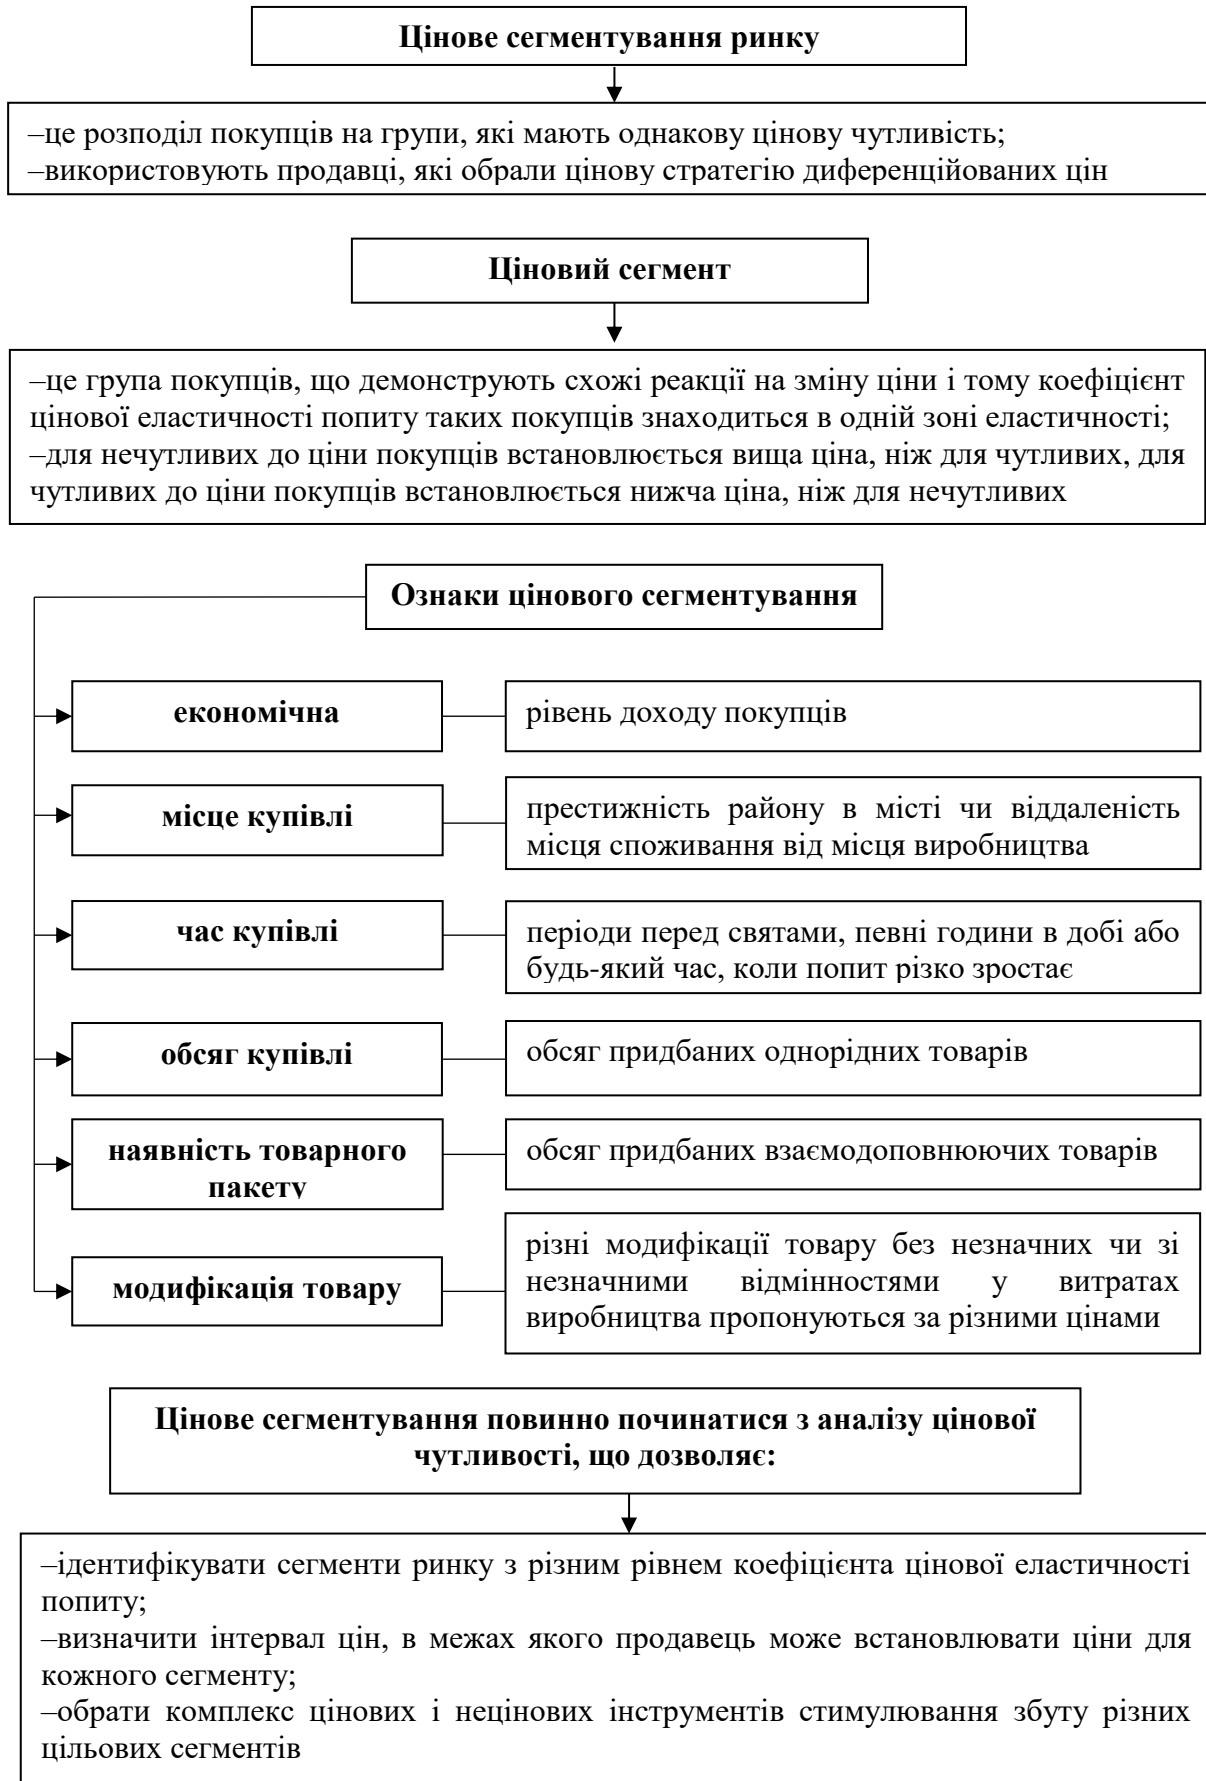 Цінове сегментування ринку
–це розподіл покупців на групи, які мають однакову цінову чутливість;
–використовують продавці, які обрали цінову стратегію диференційованих цін
Ціновий сегмент
–це група покупців, що демонструють схожі реакції на зміну ціни і тому коефіцієнт
цінової еластичності попиту таких покупців знаходиться в одній зоні еластичності;
–для нечутливих до ціни покупців встановлюється вища ціна, ніж для чутливих, для
чутливих до ціни покупців встановлюється нижча ціна, ніж для нечутливих
Ознаки цінового сегментування
економічна
рівень доходу покупців
місце купівлі
престижність району в місті чи віддаленість
місця споживання від місця виробництва
час купівлі
періоди перед святами, певні години в добі або
будь-який час, коли попит різко зростає
обсяг купівлі
обсяг придбаних однорідних товарів
наявність товарного
пакету
обсяг придбаних взаємодоповнюючих товарів
модифікація товару
різні модифікації товару без незначних чи зі
незначними відмінностями у витратах
виробництва пропонуються за різними цінами
Цінове сегментування повинно починатися з аналізу цінової
чутливості, що дозволяє:
–ідентифікувати сегменти ринку з різним рівнем коефіцієнта цінової еластичності
попиту;
–визначити інтервал цін, в межах якого продавець може встановлювати ціни для
кожного сегменту;
–обрати комплекс цінових і нецінових інструментів стимулювання збуту різних
цільових сегментів